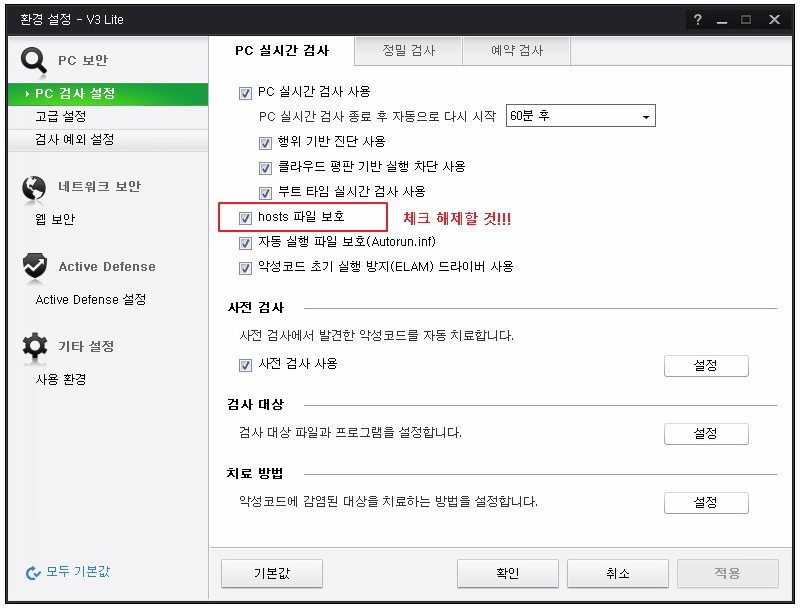 환경 설정 - V3 Lite
PC 보안
PC 검사 설정
고급 설정
검사 예외 설정
네트워크 보안
웹 보안
Active Defense
Active Defense 설정
기타 설정
사용 환경
모두 기본값
PC 실시간 검사 정밀 검사 예약 검사
PC 실시간 검사 사용
PC 실시간 검사 종료 후 자동으로 다시 시작 60분 후
행위 기반 진단 사용
클라우드 평판 기반 실행 차단 사용
부트 타임 실시간 검사 사용
hosts 파일 보호 체크 해제할 것!!!
자동 실행 파일 보호(Autorun.inf)
악성코드 초기 실행 방지(ELAM) 드라이버 사용
사전 검사
사전 검사에서 발견한 악성코드를 자동 치료합니다.
사전 검사 사용 설정
검사 대상
검사 대상 파일과 프로그램을 설정합니다. 설정
치료 방법
악성코드에 감염된 대상을 치료하는 방법을 설정합니다. 설정
기본값 확인 취소 적용